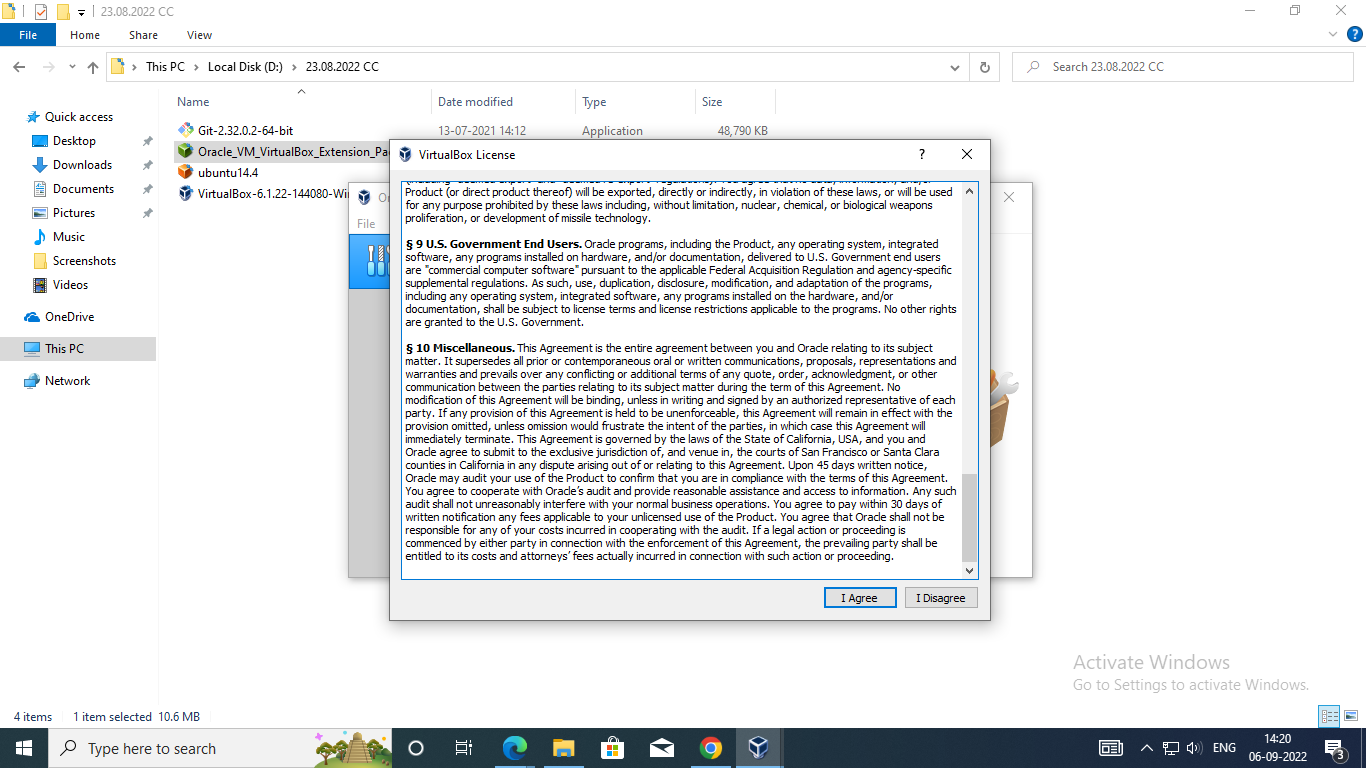 23.08.2022 CC
File Home Share View
This PC Local Disk (D:) 23.08.2022 CC
Search 23.08.2022 CC
Name Date modified Type Size
Quick access
Desktop
Downloads
Documents
Pictures
Music
Screenshots
Videos
OneDrive
This PC
Network
Git-2.32.0.2-64-bit 13-07-2021 14:12 Application 48,790 KB
Oracle_VM_VirtualBox_Extension_Pa
ubuntu14.4
VirtualBox-6.1.22-144080-Wi
File
VirtualBox License
?
Product (or direct product thereof) will be exported, directly or indirectly, in violation of these laws, or will be used
for any purpose prohibited by these laws including, without limitation, nuclear, chemical, or biological weapons
proliferation, or development of missile technology.
§ 9 U.S. Government End Users. Oracle programs, including the Product, any operating system, integrated
software, any programs installed on hardware, and/or documentation, delivered to U.S. Government end users
are "commercial computer software" pursuant to the applicable Federal Acquisition Regulation and agency-specific
supplemental regulations. As such, use, duplication, disclosure, modification, and adaptation of the programs,
including any operating system, integrated software, any programs installed on the hardware, and/or
documentation, shall be subject to license terms and license restrictions applicable to the programs. No other rights
are granted to the U.S. Government.
§ 10 Miscellaneous. This Agreement is the entire agreement between you and Oracle relating to its subject
matter. It supersedes all prior or contemporaneous oral or written communications, proposals, representations and
warranties and prevails over any conflicting or additional terms of any quote, order, acknowledgment, or other
communication between the parties relating to its subject matter during the term of this Agreement. No
modification of this Agreement will be binding, unless in writing and signed by an authorized representative of each
party. If any provision of this Agreement is held to be unenforceable, this Agreement will remain in effect with the
provision omitted, unless omission would frustrate the intent of the parties, in which case this Agreement will
immediately terminate. This Agreement is governed by the laws of the State of California, USA, and you and
Oracle agree to submit to the exclusive jurisdiction of, and venue in, the courts of San Francisco or Santa Clara
counties in California in any dispute arising out of or relating to this Agreement. Upon 45 days written notice,
Oracle may audit your use of the Product to confirm that you are in compliance with the terms of this Agreement.
You agree to cooperate with Oracle's audit and provide reasonable assistance and access to information. Any such
audit shall not unreasonably interfere with your normal business operations. You agree to pay within 30 days of
written notification any fees applicable to your unlicensed use of the Product. You agree that Oracle shall not be
responsible for any of your costs incurred in cooperating with the audit. If a legal action or proceeding is
commenced by either party in connection with the enforcement of this Agreement, the prevailing party shall be
entitled to its costs and attorneys' fees actually incurred in connection with such action or proceeding.
I Agree I Disagree
Activate Windows
Go to Settings to activate Windows.
4 items 1 item selected 10.6 MB
Type here to search
ENG
14:20
06-09-2022
3